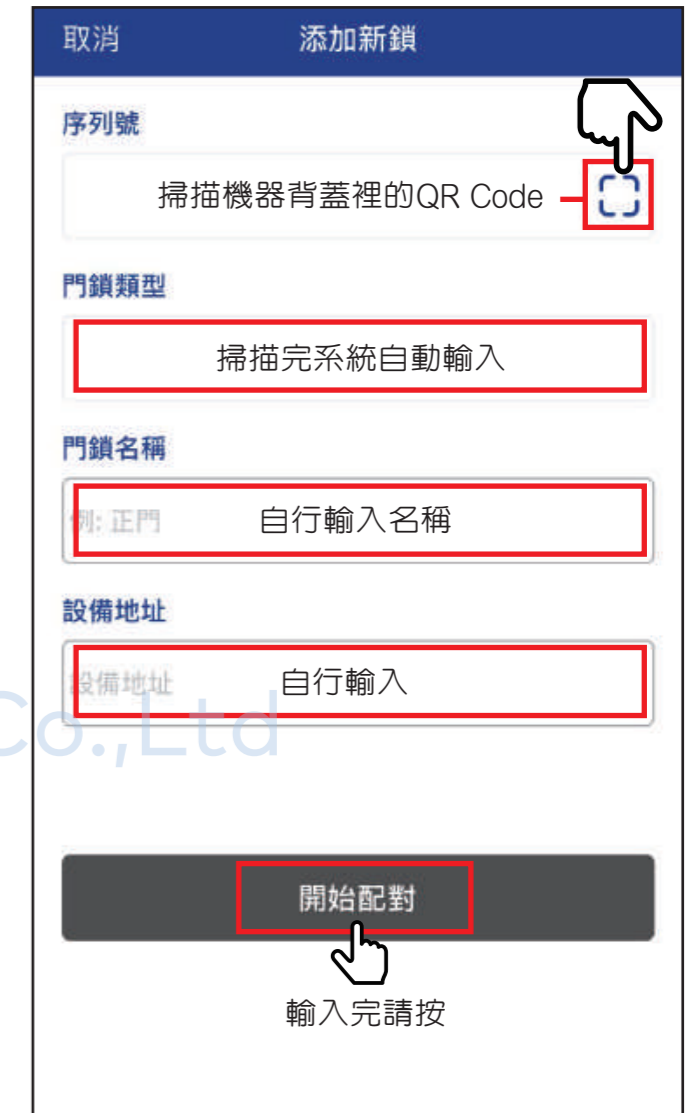 取消 添加新鎖
序列號
掃描機器背蓋裡的QR Code
門鎖類型
掃描完系統自動輸入
門鎖名稱
例: 正門 自行輸入名稱
設備地址
設備地址 自行輸入
Co.,Ltd
開始配對
輸入完請按